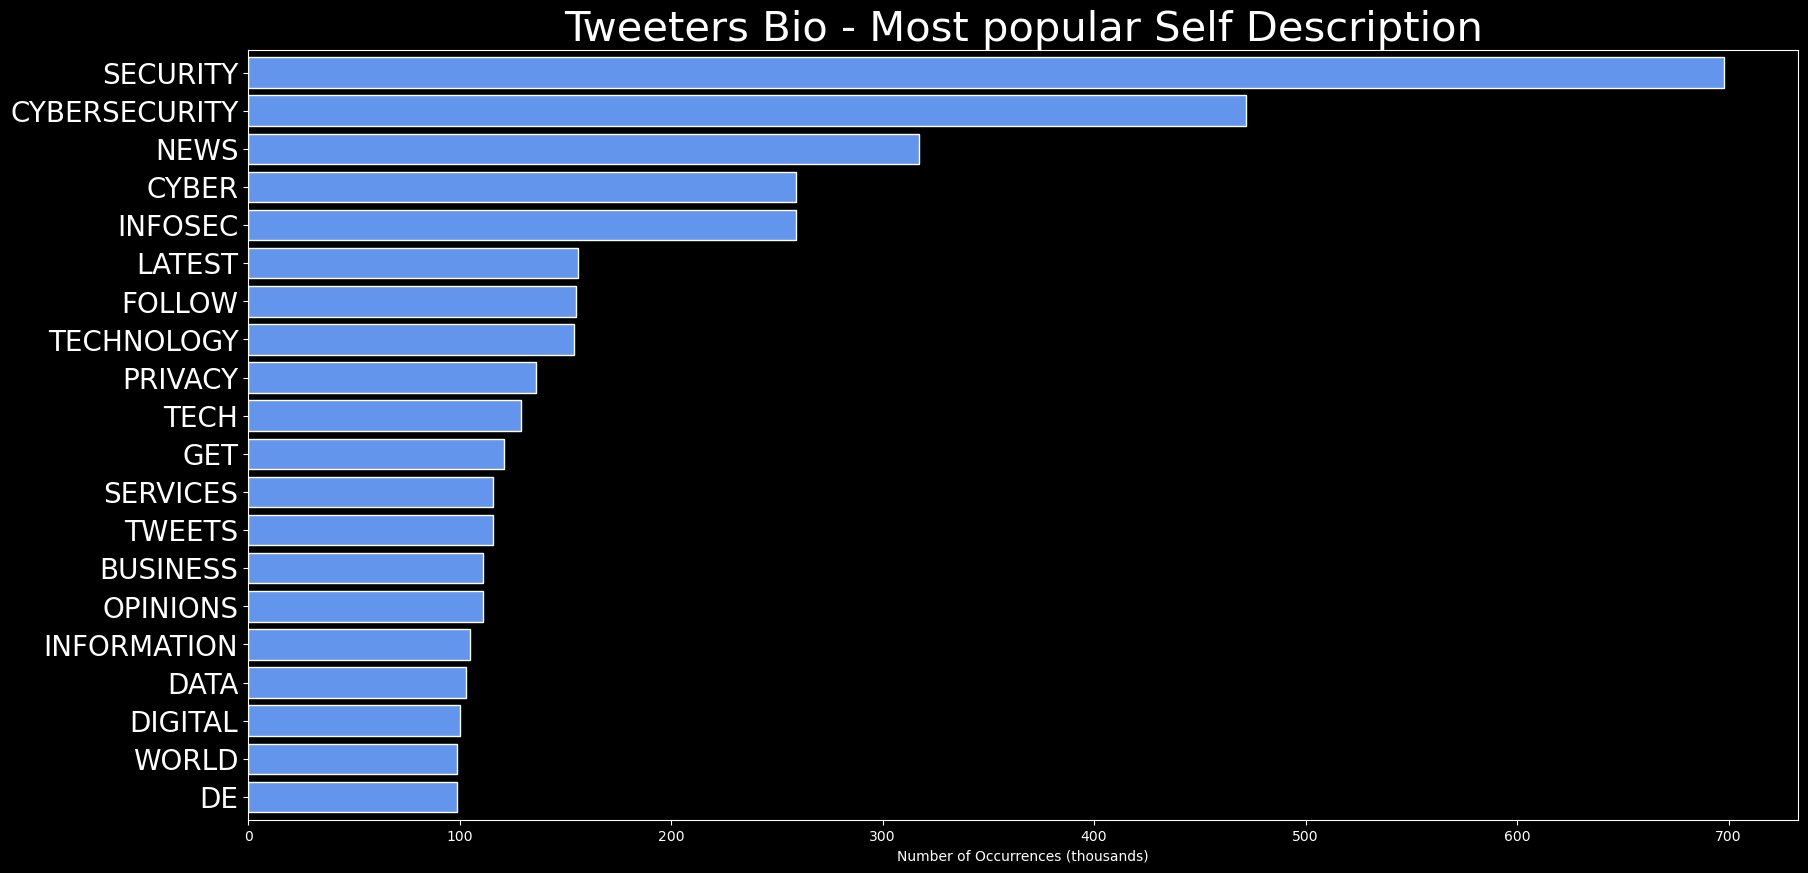 Tweeters Bio - Most popular Self Description
SECURITY
CYBERSECURITY
NEWS
CYBER
INFOSEC
LATEST
FOLLOW
TECHNOLOGY
PRIVACY
TECH
GET
SERVICES
TWEETS
BUSINESS
OPINIONS
INFORMATION
DATA
DIGITAL
WORLD
DE
0 100 200 300 400 500 600 700
Number of Occurrences (thousands)